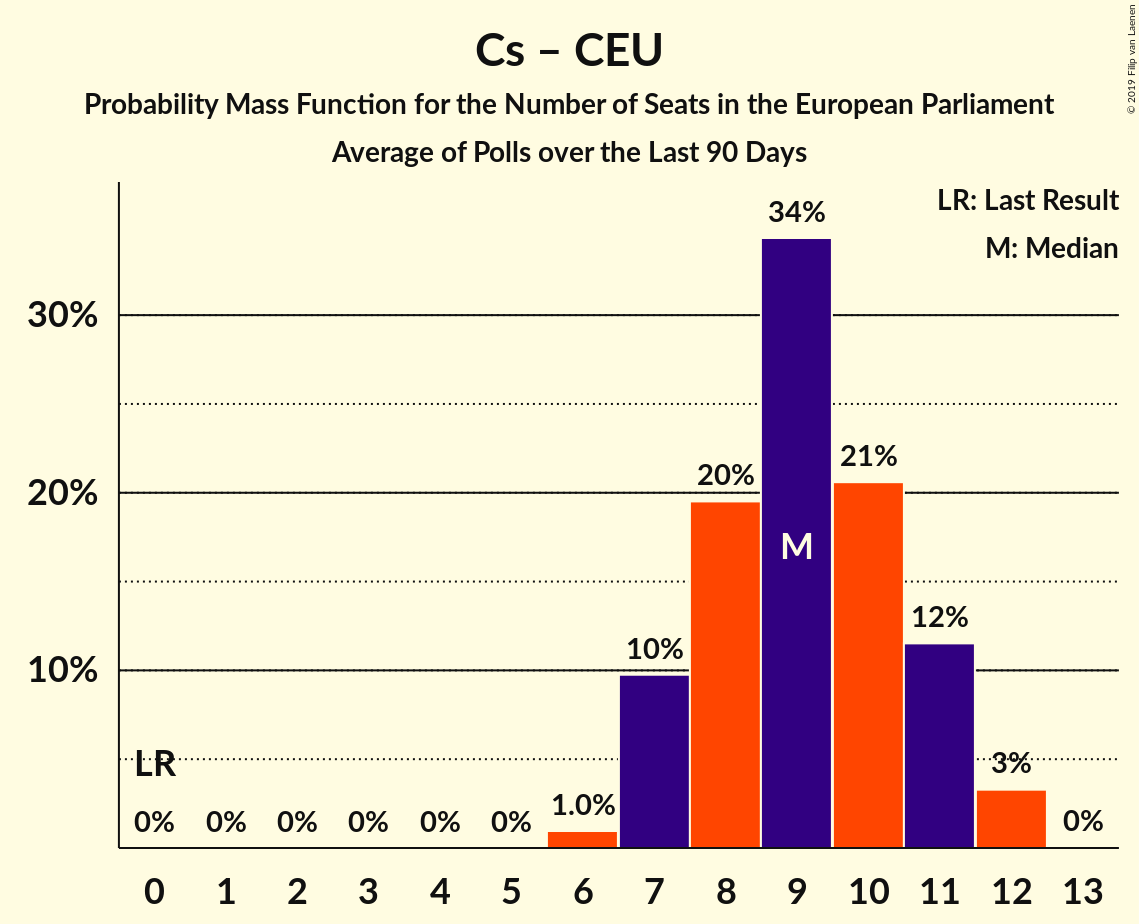 Cs – CEU
Probability Mass Function for the Number of Seats in the European Parliament
Average of Polls over the Last 90 Days
© 2019 Filip van Laenen
LR: Last Result
M: Median
34%
30%
21%
20%
20%
M
12%
10%
10%
LR
3%
1.0%
0% 0% 0% 0% 0% 0% 0%
0 1 2 3 4 5 6 7 8 9 10 11 12 13